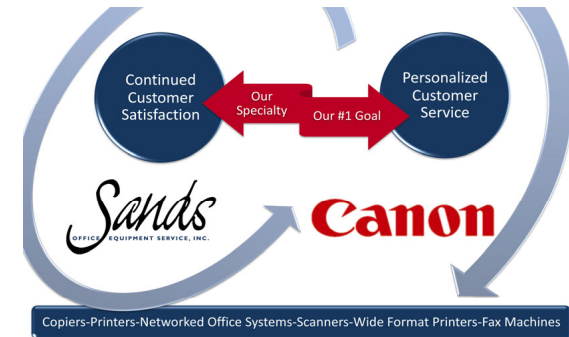 Continued
Customer
Satisfaction
Our
Specialty
Our #1 Goal
Personalized
Customer
Service
Sands
OFFICE EQUIPMENT SERVICE, INC.
Canon
Copiers-Printers-Networked Office Systems-Scanners-Wide Format Printers-Fax Machines